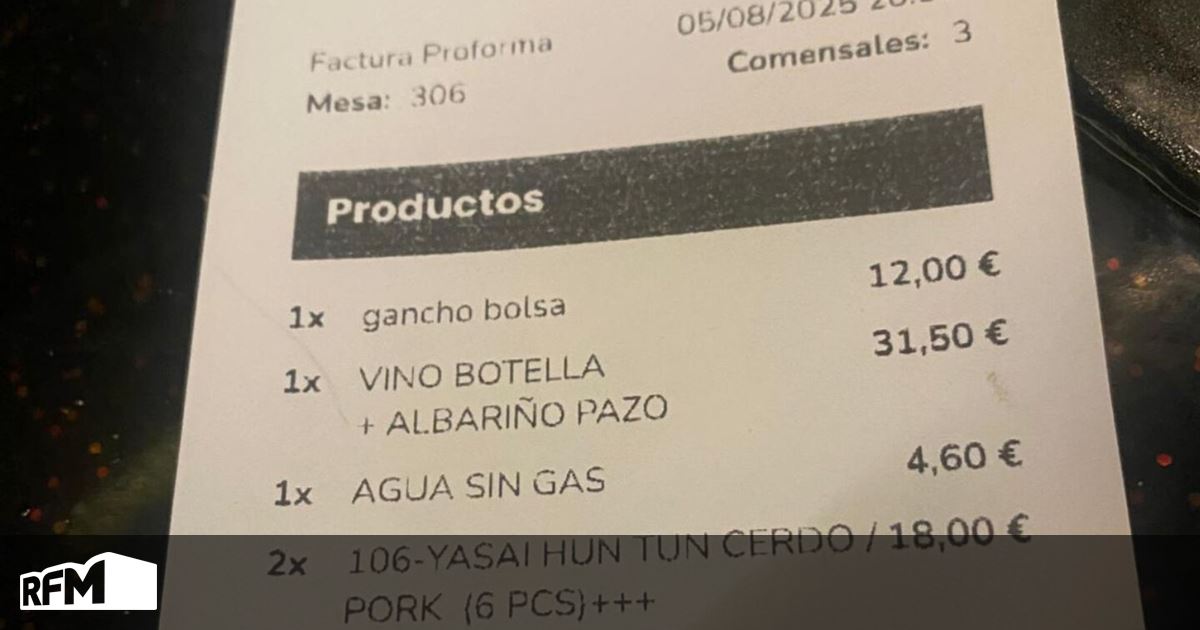 05/08/2025
Factura Proforma
Comensales: 3
Mesa: 306
Productos
1x gancho bolsa 12,00 €
1x VINO BOTELLA 31,50 €
+ ALBARIÑO PAZO
1x AGUA SIN GAS 4,60 €
2x 106-YASAI HUN TUN CERDO / 18,00 €
PORK (6 PCS)+++
RFM